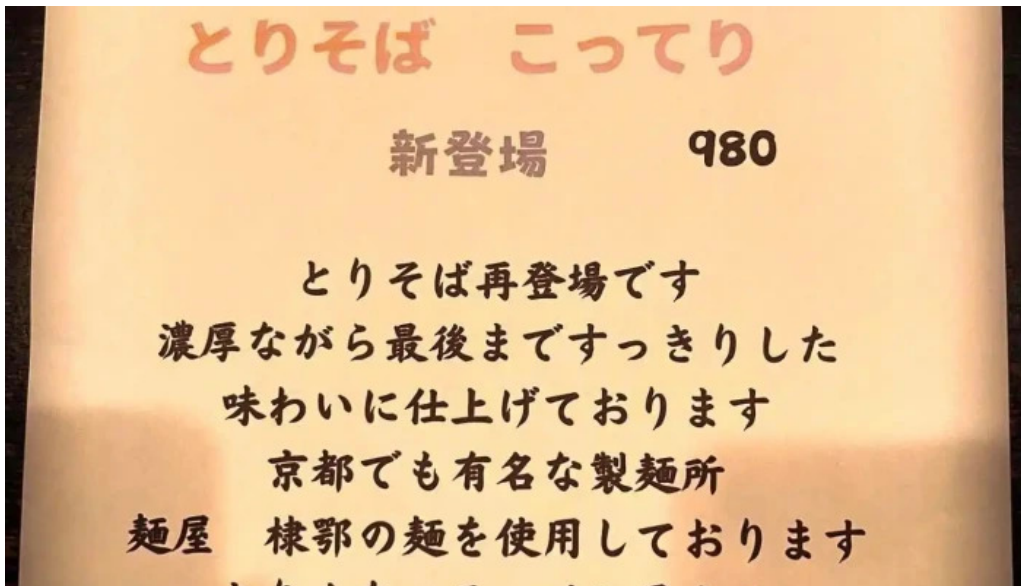 とりそば　こってり
新登場　980
とりそば再登場です
濃厚ながら最後まですっきりした
味わいに仕上げております
京都でも有名な製麺所
麺屋　棣鄂の麺を使用しております